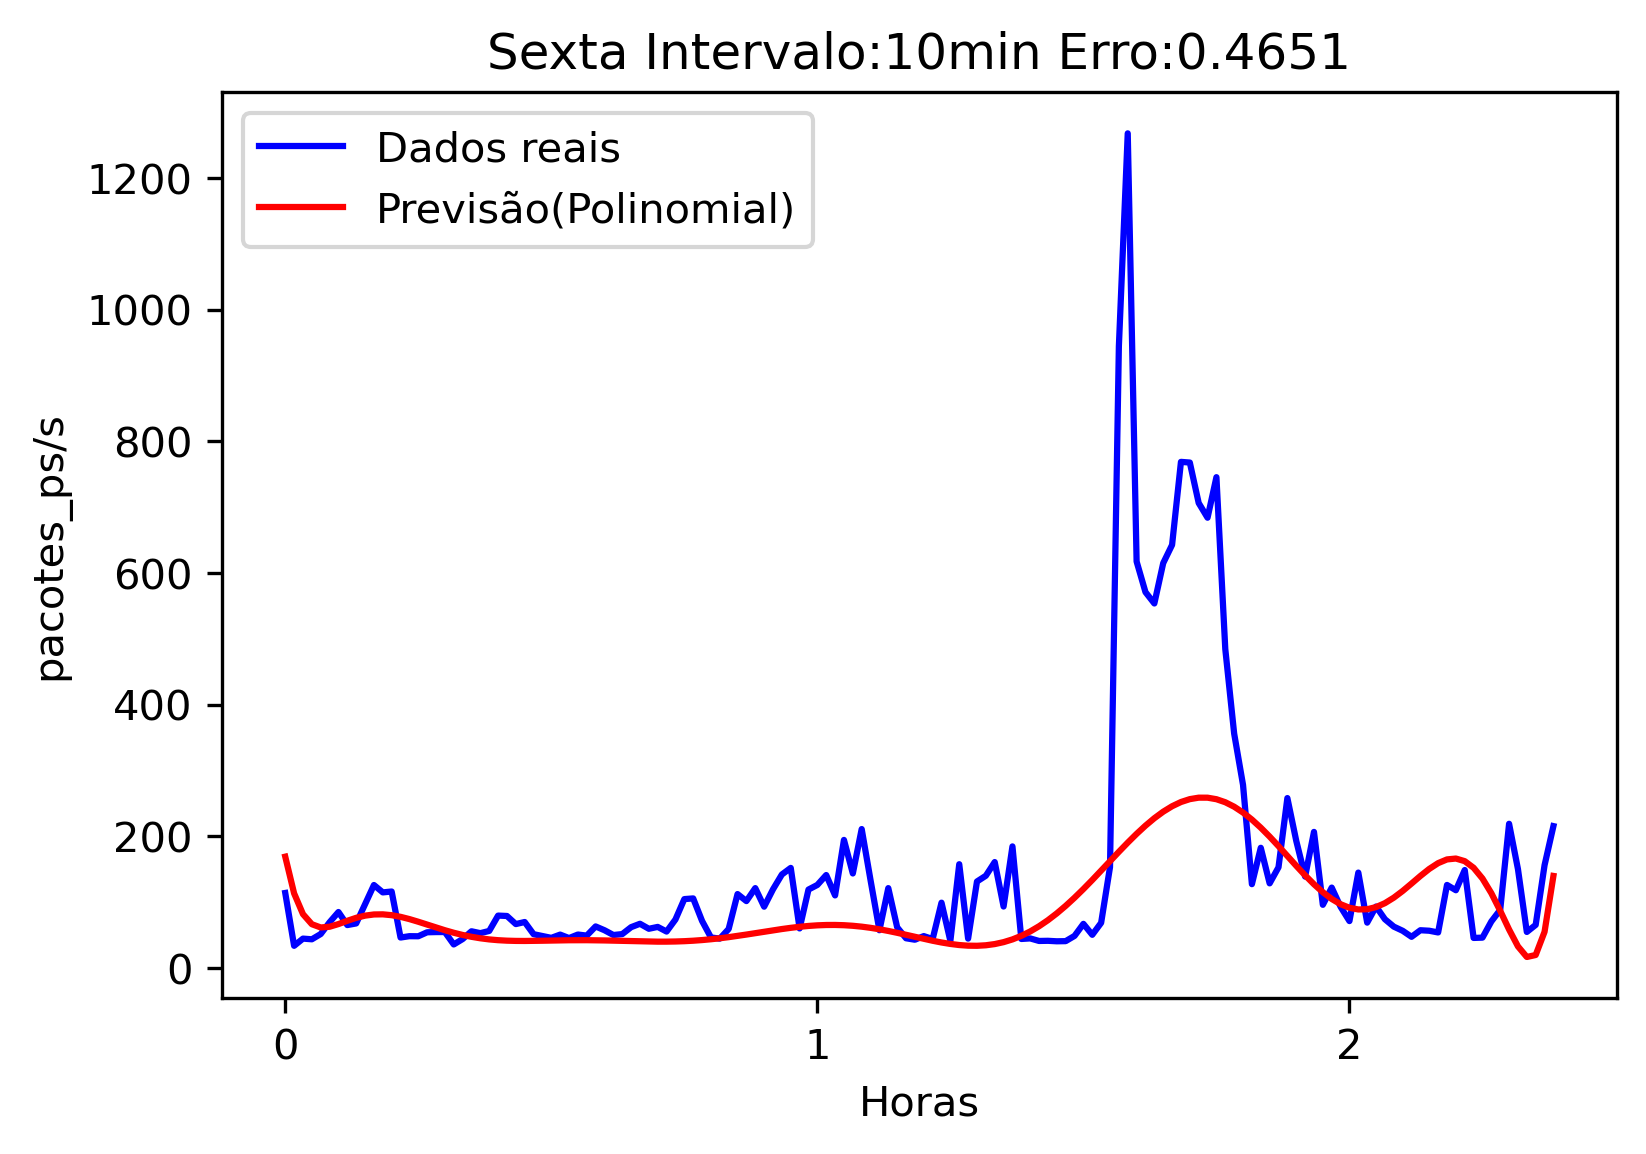 Sexta Intervalo:10min Erro:0.4651
Dados reais
Previsão(Polinomial)
1200
1000
800
600
400
200
0
pacotes_ps/s
0 1 2
Horas